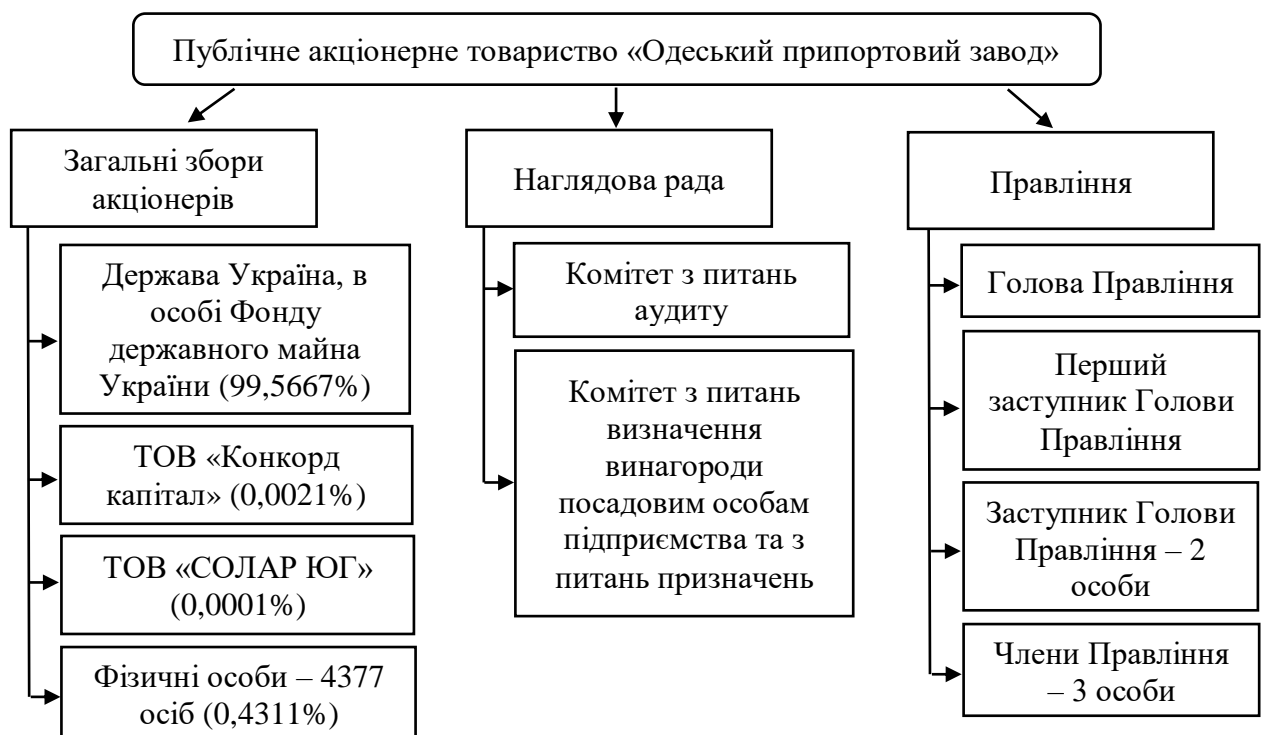 Публічне акціонерне товариство «Одеський припортовий завод»
Загальні збори
акціонерів
Держава Україна, в
особі Фонду
державного майна
України (99,5667%)
ТОВ «Конкорд
капітал» (0,0021%)
ТОВ «СОЛАР ЮГ»
(0,0001%)
Фізичні особи – 4377
осіб (0,4311%)
Наглядова рада
Комітет з питань
аудиту
Комітет з питань
визначення
винагороди
посадовим особам
підприємства та з
питань призначень
Правління
Голова Правління
Перший
заступник Голови
Правління
Заступник Голови
Правління – 2
особи
Члени Правління
– 3 особи